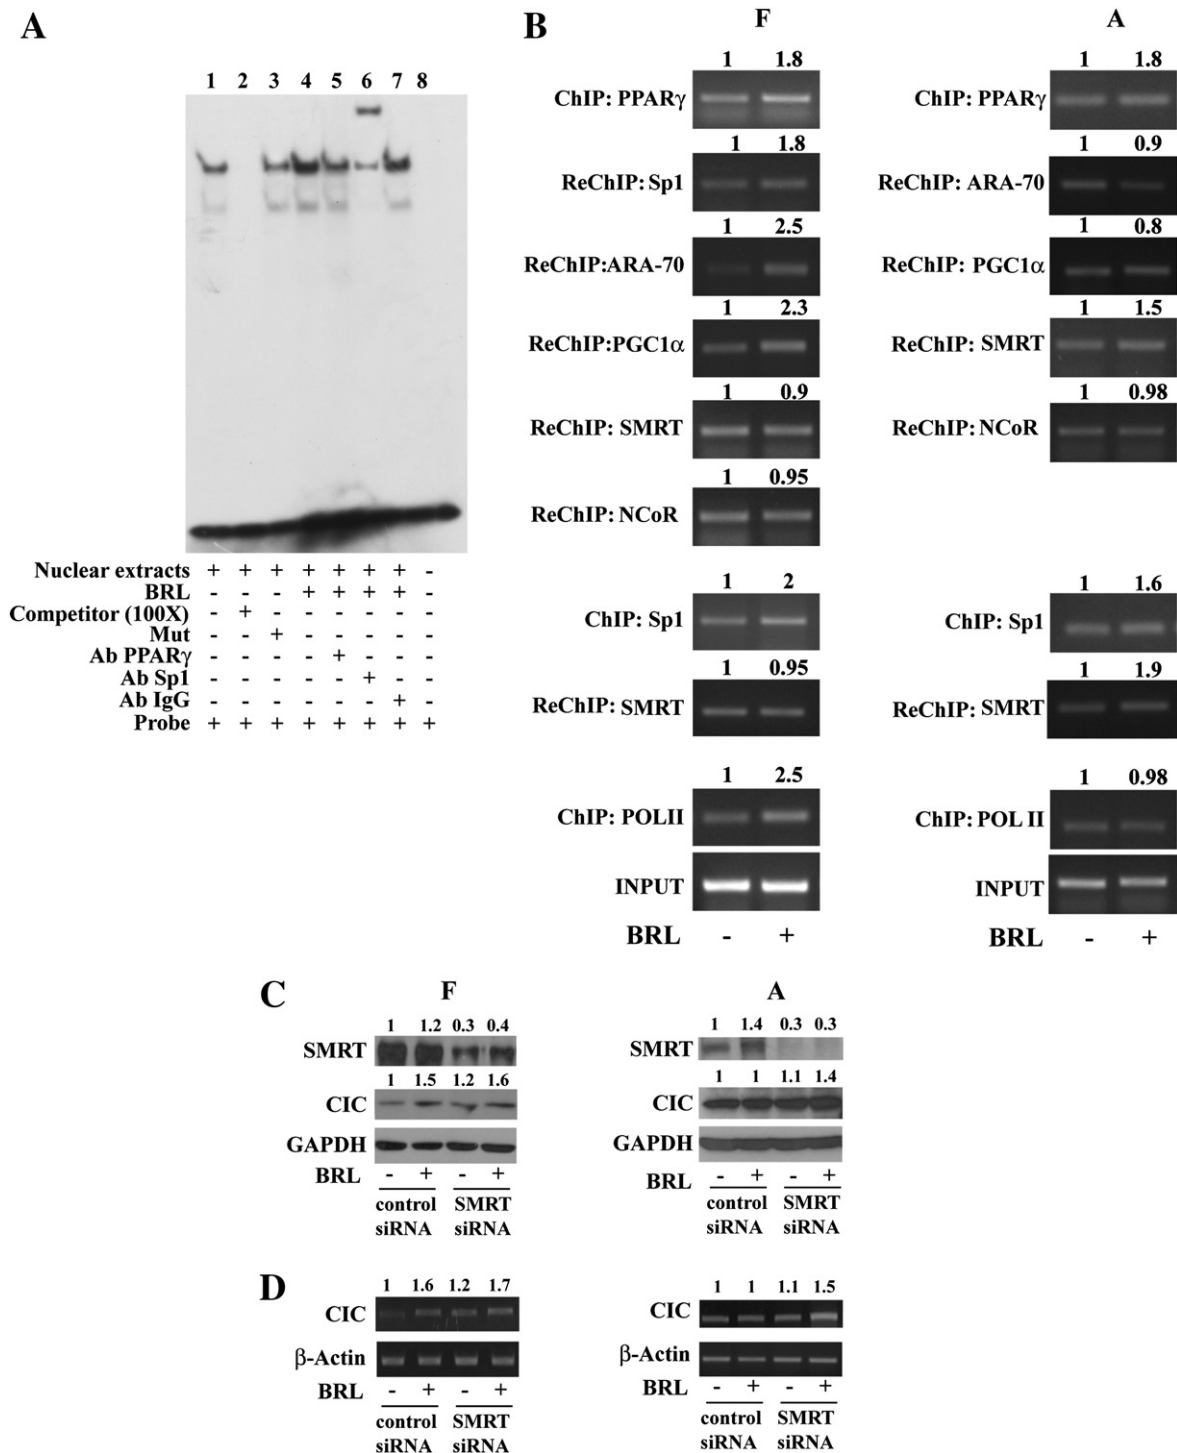 A
1 2 3 4 5 6 7 8
Nuclear extracts + + + + + + + -
BRL - - - + + + + -
Competitor (100X) - + - - - - - -
Mut - - + - - - - -
Ab PPARγ - - - - + - - -
Ab Sp1 - - - - - + - -
Ab IgG - - - - - - + -
Probe + + + + + + + +
B
F
1 1.8
ChIP: PPARγ
1 1.8
ReChIP: Sp1
1 2.5
ReChIP:ARA-70
1 2.3
ReChIP:PGC1α
1 0.9
ReChIP: SMRT
1 0.95
ReChIP: NCoR
1 2
ChIP: Sp1
1 0.95
ReChIP: SMRT
1 2.5
ChIP: POLII
INPUT
BRL - +
A
1 1.8
ChIP: PPARγ
1 0.9
ReChIP: ARA-70
1 0.8
ReChIP: PGC1α
1 1.5
ReChIP: SMRT
1 0.98
ReChIP: NCoR
1 1.6
ChIP: Sp1
1 1.9
ReChIP: SMRT
1 0.98
ChIP: POL II
INPUT
BRL - +
C
F
1 1.2 0.3 0.4
SMRT
1 1.5 1.2 1.6
CIC
GAPDH
BRL - + - +
control SMRT
siRNA siRNA
A
1 1.4 0.3 0.3
SMRT
1 1 1.1 1.4
CIC
GAPDH
BRL - + - +
control SMRT
siRNA siRNA
D
1 1.6 1.2 1.7
CIC
β-Actin
BRL - + - +
control SMRT
siRNA siRNA
1 1 1.1 1.5
CIC
β-Actin
BRL - + - +
control SMRT
siRNA siRNA